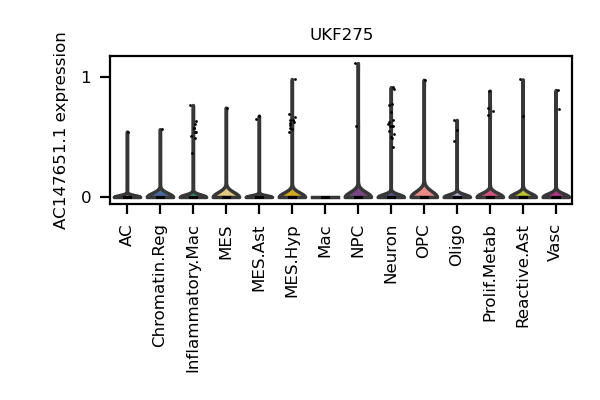 UKF275
AC147651.1 expression
1
0
AC
Chromatin.Reg
Inflammatory.Mac
MES
MES.Ast
MES.Hyp
Mac
NPC
Neuron
OPC
Oligo
Prolif.Metab
Reactive.Ast
Vasc